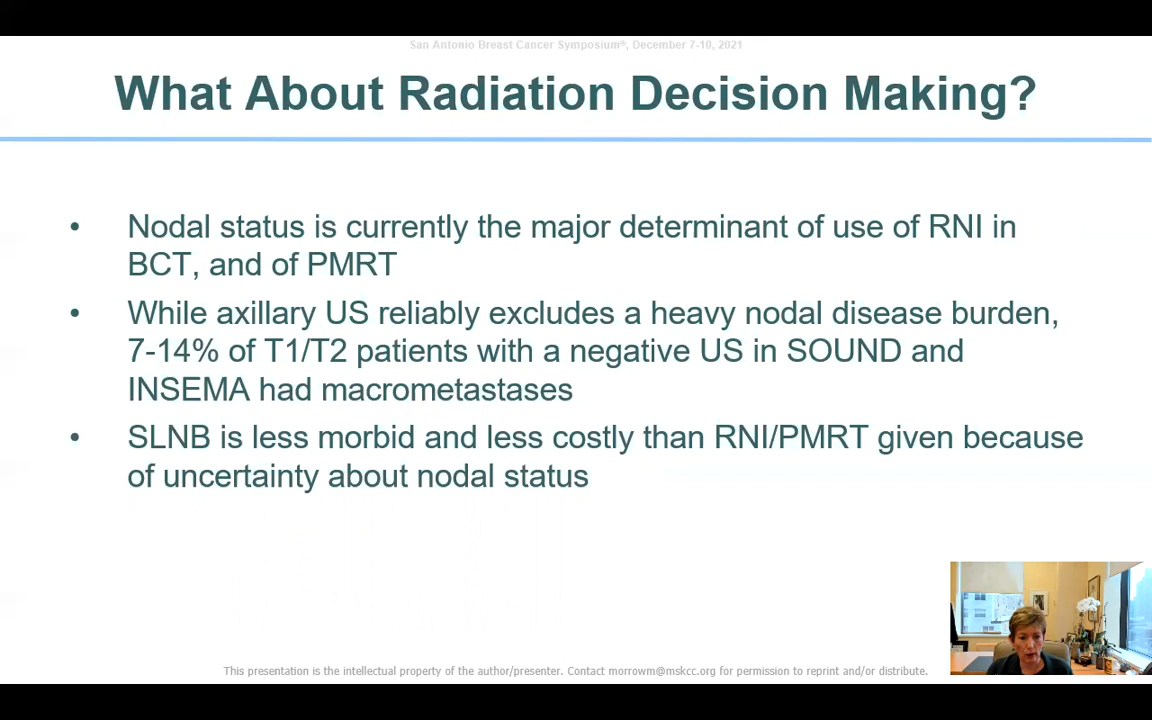 San Antonio Breast Cancer Symposium®, December 7-10, 2021
What About Radiation Decision Making?
• Nodal status is currently the major determinant of use of RNI in
BCT, and of PMRT
• While axillary US reliably excludes a heavy nodal disease burden,
7-14% of T1/T2 patients with a negative US in SOUND and
INSEMA had macrometastases
• SLNB is less morbid and less costly than RNI/PMRT given because
of uncertainty about nodal status
This presentation is the intellectual property of the author/presenter. Contact morrowm@mskcc.org for permission to reprint and/or distribute.